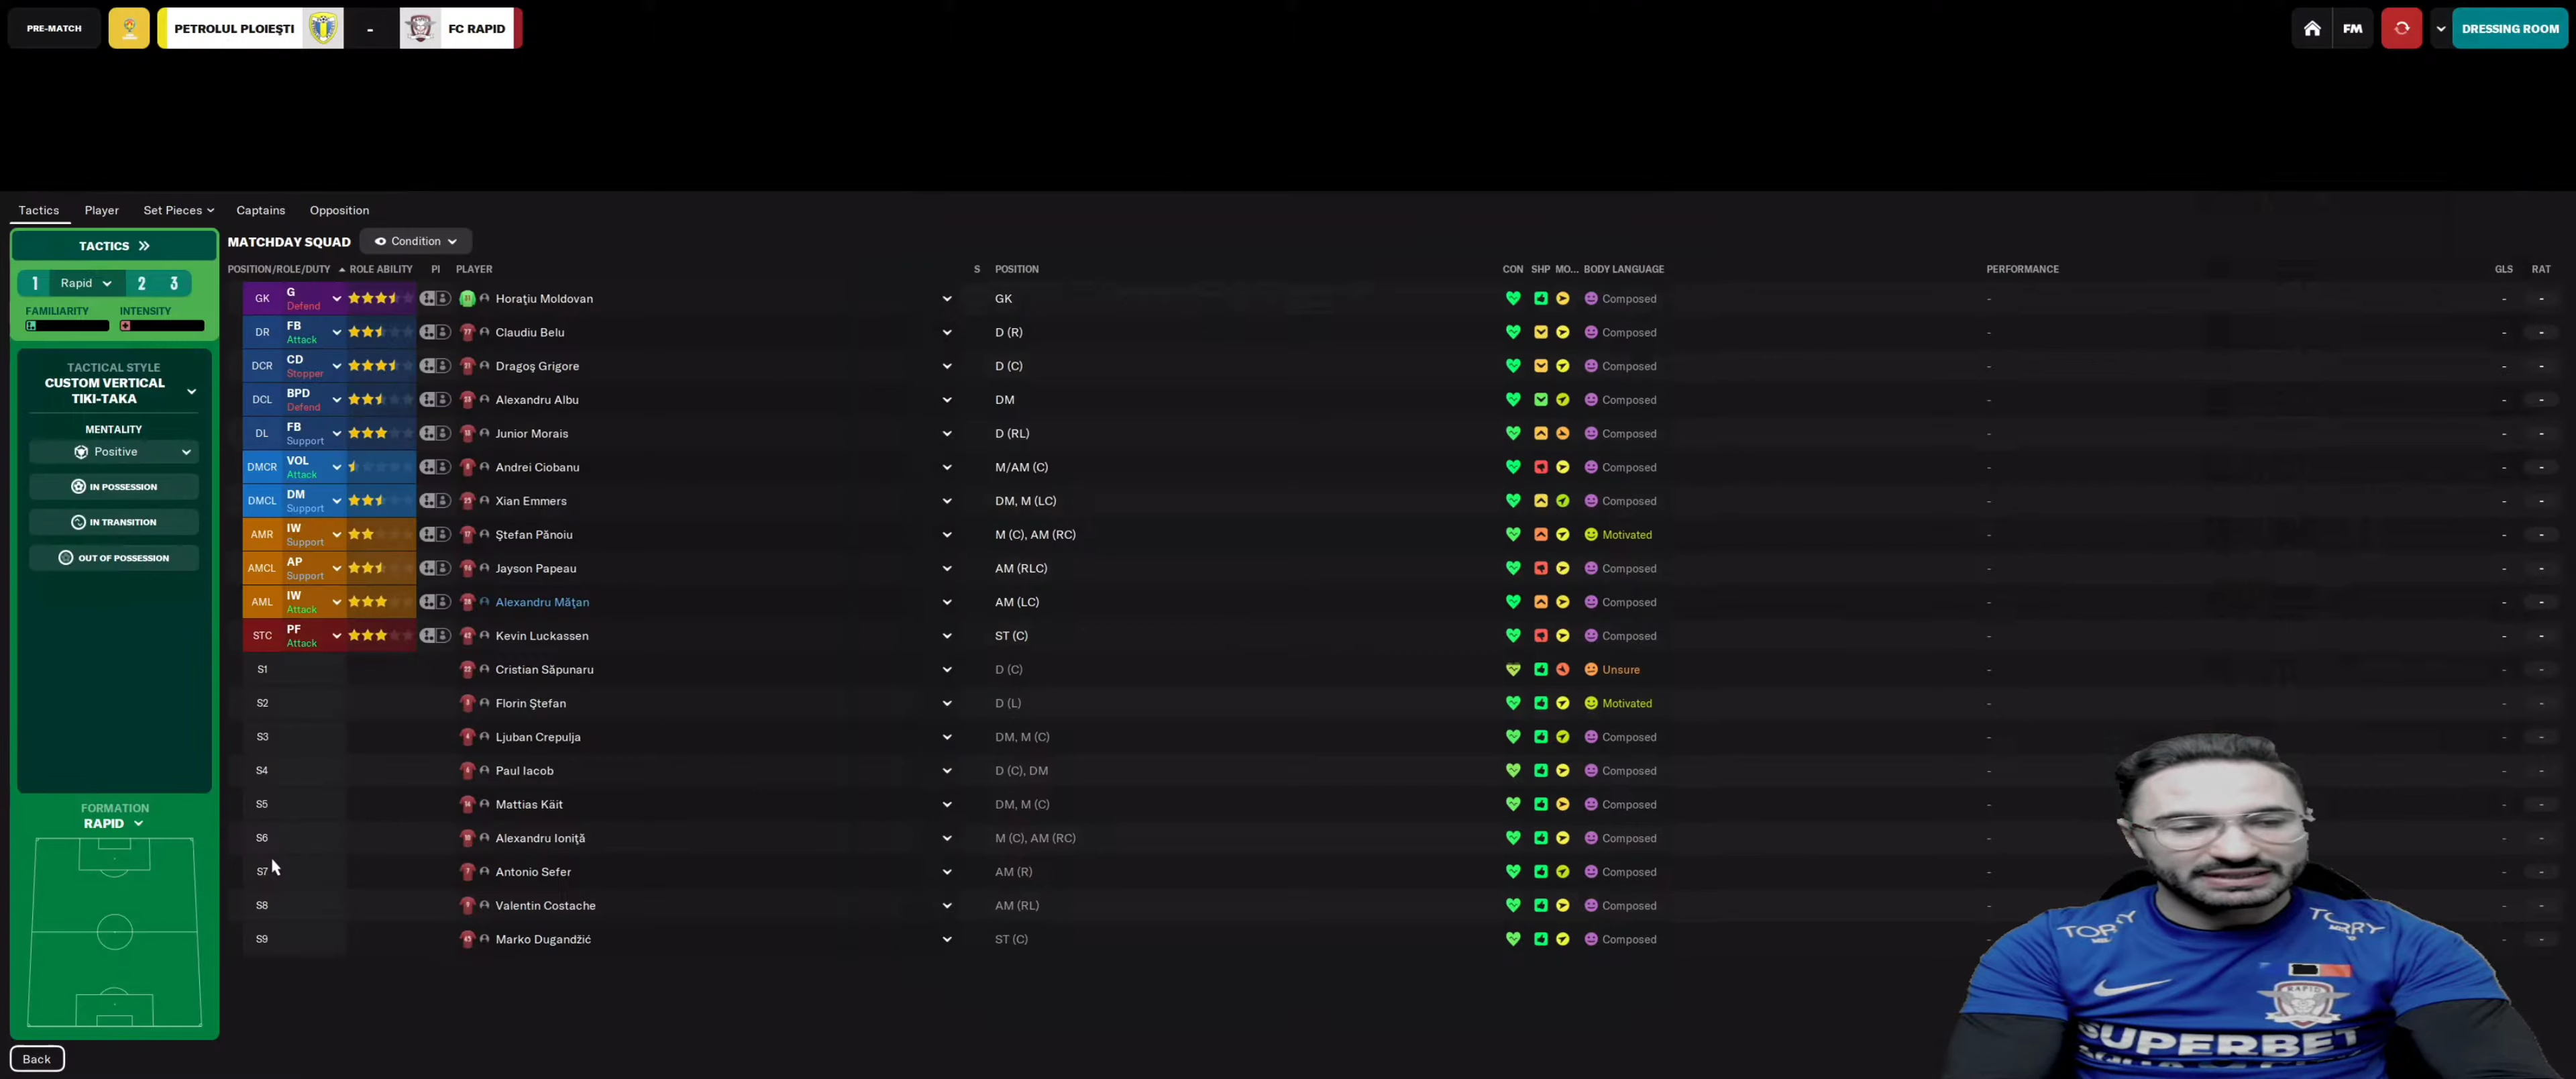 PRE-MATCH
PETROLUL PLOIEȘTI - FC RAPID
FM
DRESSING ROOM
Tactics Player Set Pieces Captains Opposition
TACTICS
MATCHDAY SQUAD Condition
POSITION/ROLE/DUTY ROLE ABILITY PI PLAYER S POSITION CON SHP MO... BODY LANGUAGE PERFORMANCE GLS RAT
1 Rapid 2 3
FAMILIARITY INTENSITY
TACTICAL STYLE
CUSTOM VERTICAL
TIKI-TAKA
MENTALITY
Positive
IN POSSESSION
IN TRANSITION
OUT OF POSSESSION
FORMATION
RAPID
GK G Defend Horațiu Moldovan GK Composed - - -
DR FB Attack Claudiu Belu D (R) Composed - - -
DCR CD Stopper Dragoș Grigore D (C) Composed - - -
DCL BPD Defend Alexandru Albu DM Composed - - -
DL FB Support Junior Morais D (RL) Composed - - -
DMCR VOL Attack Andrei Ciobanu M/AM (C) Composed - - -
DMCL DM Support Xian Emmers DM, M (LC) Composed - - -
AMR IW Support Ștefan Pănoiu M (C), AM (RC) Motivated - - -
AMCL AP Support Jayson Papeau AM (RLC) Composed - - -
AML IW Attack Alexandru Mățan AM (LC) Composed - - -
STC PF Attack Kevin Luckassen ST (C) Composed - - -
S1 Cristian Săpunaru D (C) Unsure - - -
S2 Florin Ștefan D (L) Motivated - - -
S3 Ljuban Crepulja DM, M (C) Composed - - -
S4 Paul Iacob D (C), DM Composed - - -
S5 Mattias Käit DM, M (C) Composed - - -
S6 Alexandru Ioniță M (C), AM (RC) Composed - - -
S7 Antonio Sefer AM (R) Composed - - -
S8 Valentin Costache AM (RL) Composed - - -
S9 Marko Dugandžić ST (C) Composed - - -
Back
RAPID
SUPERBET